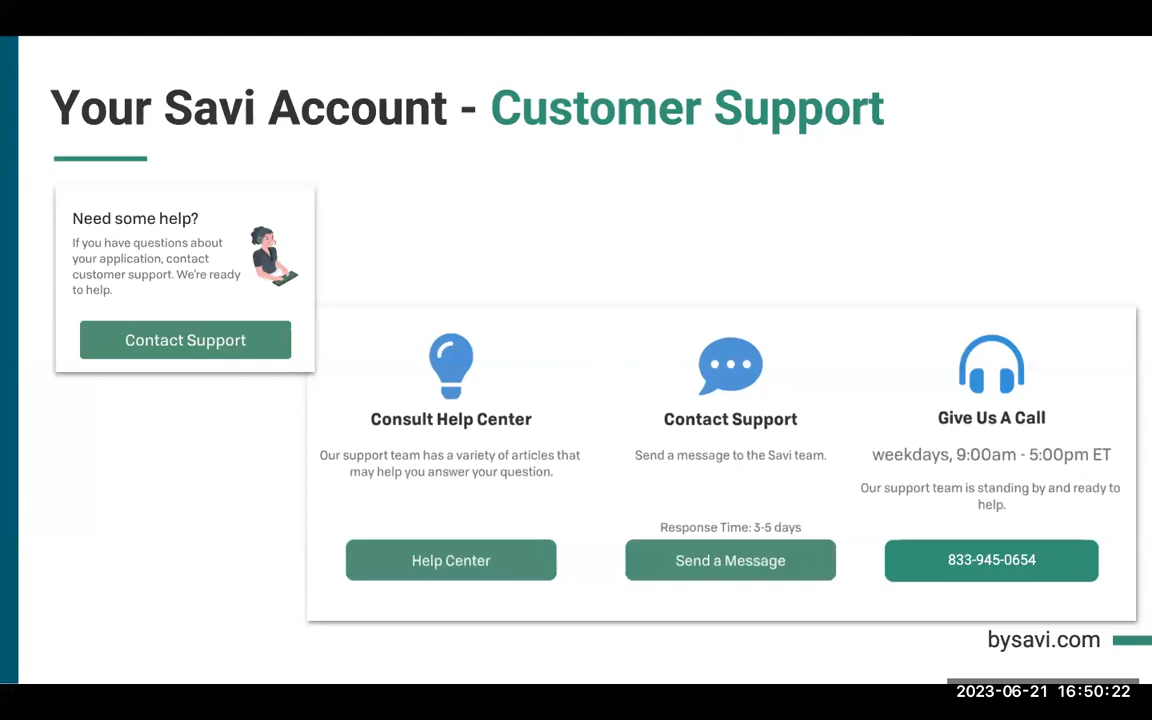 Your Savi Account - Customer Support
Need some help?
If you have questions about
your application, contact
customer support. We're ready
to help.
Contact Support
Consult Help Center
Our support team has a variety of articles that
may help you answer your question.
Help Center
Contact Support
Send a message to the Savi team.
Response Time: 3-5 days
Send a Message
Give Us A Call
weekdays, 9:00am - 5:00pm ET
Our support team is standing by and ready to
help.
833-945-0654
bysavi.com
2023-06-21 16:50:22